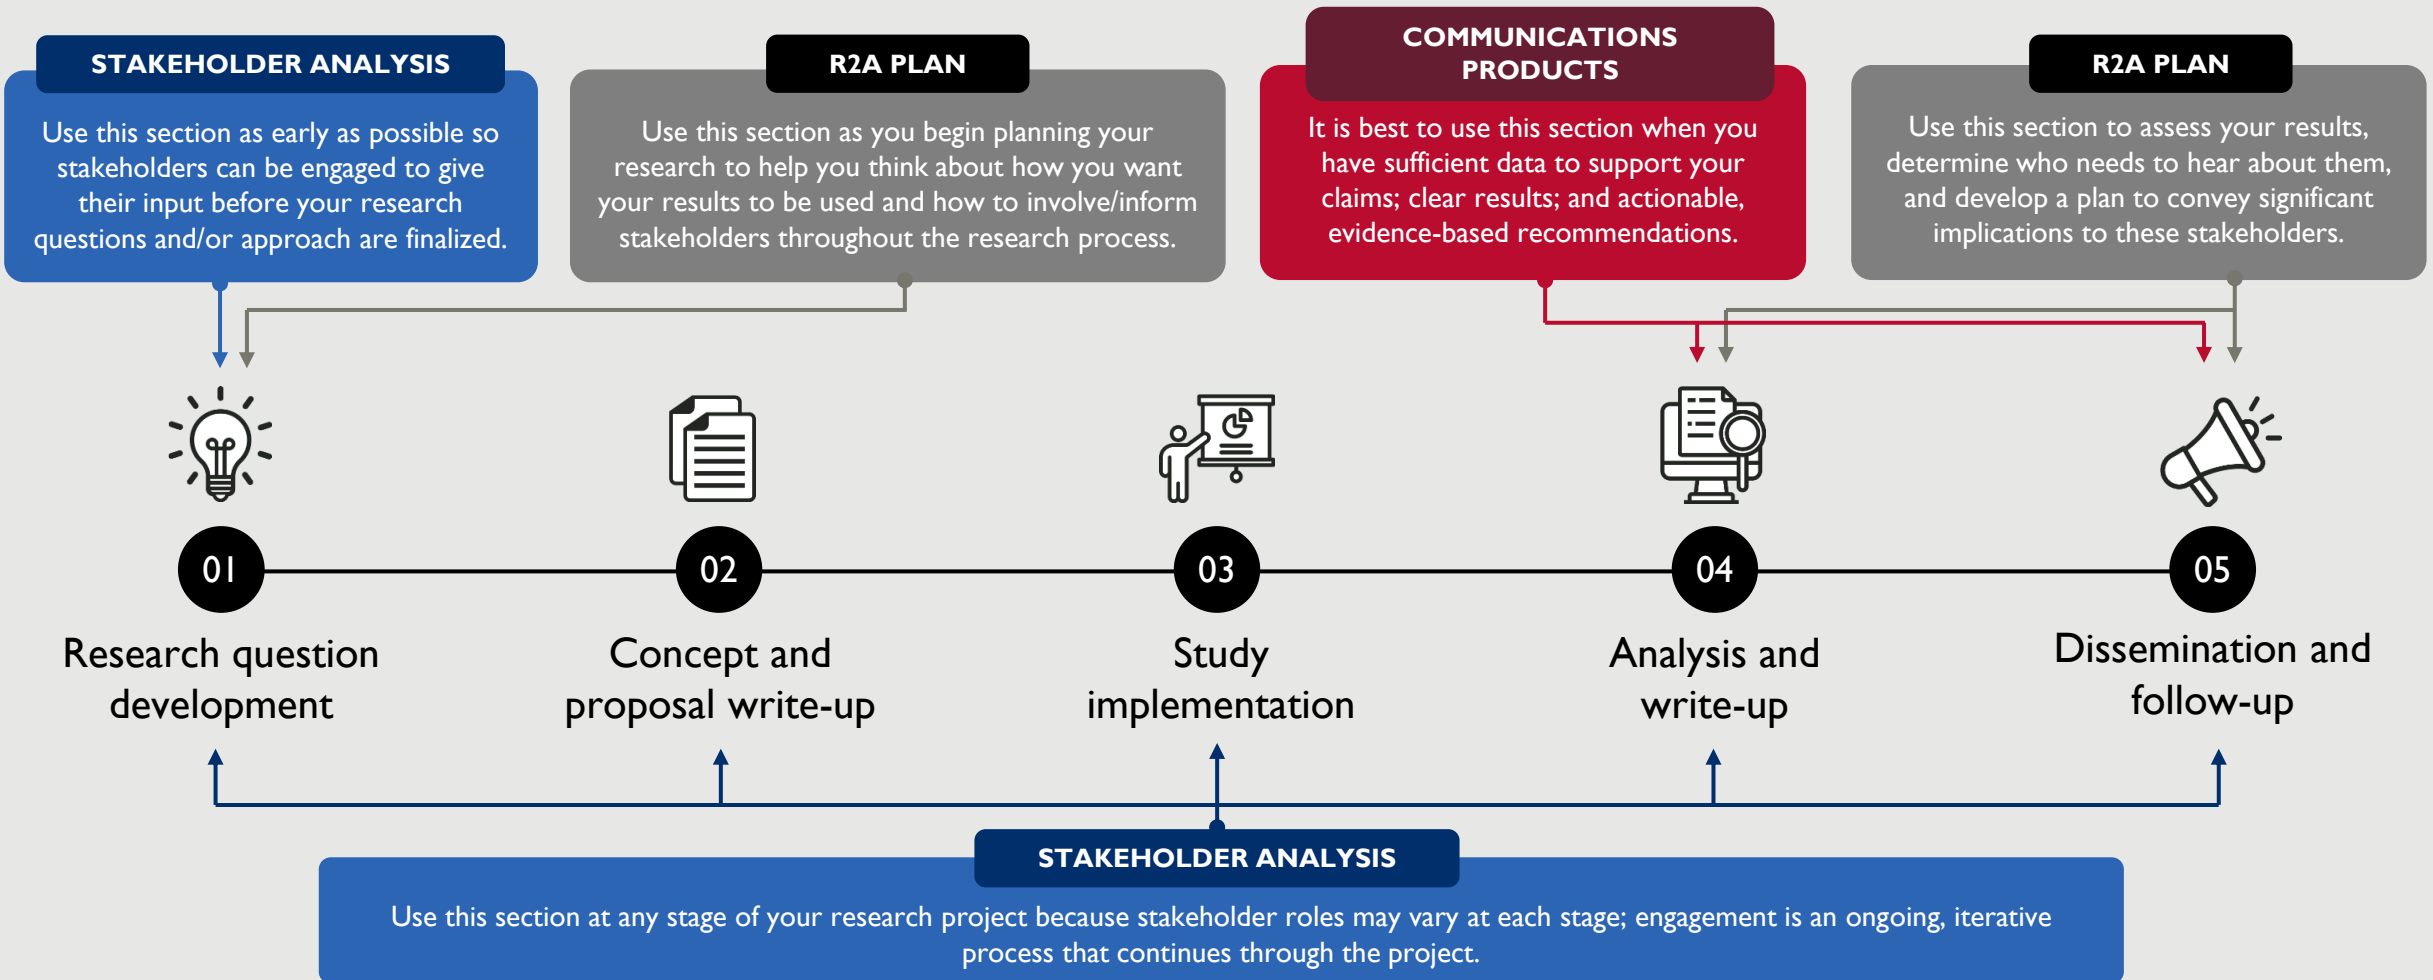 STAKEHOLDER ANALYSIS
Use this section as early as possible so
stakeholders can be engaged to give
their input before your research
questions and/or approach are finalized.
R2A PLAN
Use this section as you begin planning your
research to help you think about how you want
your results to be used and how to involve/inform
stakeholders throughout the research process.
COMMUNICATIONS
PRODUCTS
It is best to use this section when you
have sufficient data to support your
claims; clear results; and actionable,
evidence-based recommendations.
R2A PLAN
Use this section to assess your results,
determine who needs to hear about them,
and develop a plan to convey significant
implications to these stakeholders.
01
Research question
development
02
Concept and
proposal write-up
03
Study
implementation
04
Analysis and
write-up
05
Dissemination and
follow-up
STAKEHOLDER ANALYSIS
Use this section at any stage of your research project because stakeholder roles may vary at each stage; engagement is an ongoing, iterative
process that continues through the project.